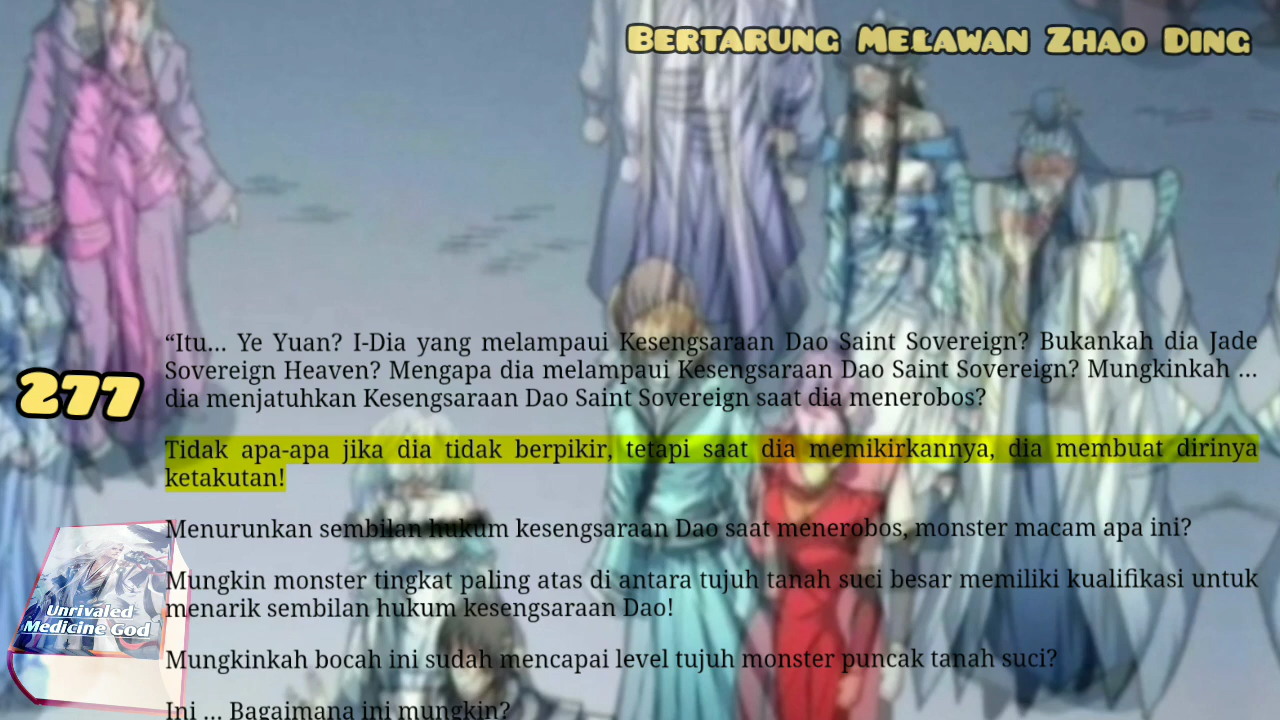 Bertarung Melawan Zhao Ding
“Itu... Ye Yuan? I-Dia yang melampaui Kesengsaraan Dao Saint Sovereign? Bukankah dia Jade
Sovereign Heaven? Mengapa dia melampaui Kesengsaraan Dao Saint Sovereign? Mungkinkah ...
dia menjatuhkan Kesengsaraan Dao Saint Sovereign saat dia menerobos?
277
Tidak apa-apa jika dia tidak berpikir, tetapi saat dia memikirkannya, dia membuat dirinya
ketakutan!
Menurunkan sembilan hukum kesengsaraan Dao saat menerobos, monster macam apa ini?
Mungkin monster tingkat paling atas di antara tujuh tanah suci besar memiliki kualifikasi untuk
menarik sembilan hukum kesengsaraan Dao!
Unrivaled
Medicine God
Mungkinkah bocah ini sudah mencapai level tujuh monster puncak tanah suci?
Ini ... Bagaimana ini mungkin?